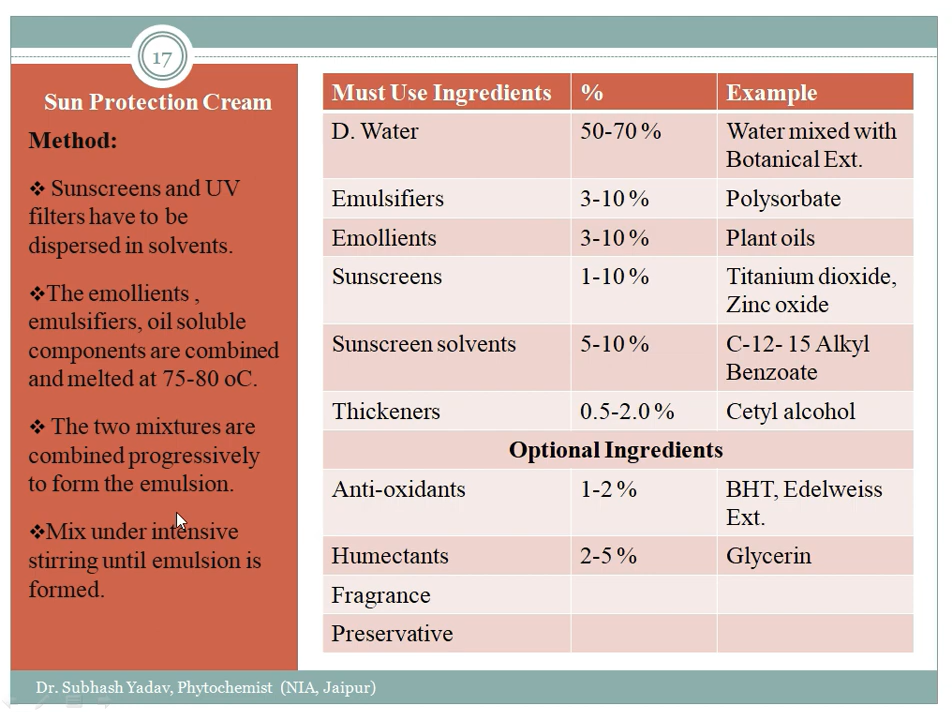 17
Sun Protection Cream
Method:
❖ Sunscreens and UV
filters have to be
dispersed in solvents.
❖The emollients ,
emulsifiers, oil soluble
components are combined
and melted at 75-80 oC.
❖ The two mixtures are
combined progressively
to form the emulsion.
❖Mix under intensive
stirring until emulsion is
formed.
Must Use Ingredients % Example
D. Water 50-70 % Water mixed with
Botanical Ext.
Emulsifiers 3-10 % Polysorbate
Emollients 3-10 % Plant oils
Sunscreens 1-10 % Titanium dioxide,
Zinc oxide
Sunscreen solvents 5-10 % C-12- 15 Alkyl
Benzoate
Thickeners 0.5-2.0 % Cetyl alcohol
Optional Ingredients
Anti-oxidants 1-2 % BHT, Edelweiss
Ext.
Humectants 2-5 % Glycerin
Fragrance
Preservative
Dr. Subhash Yadav, Phytochemist (NIA, Jaipur)